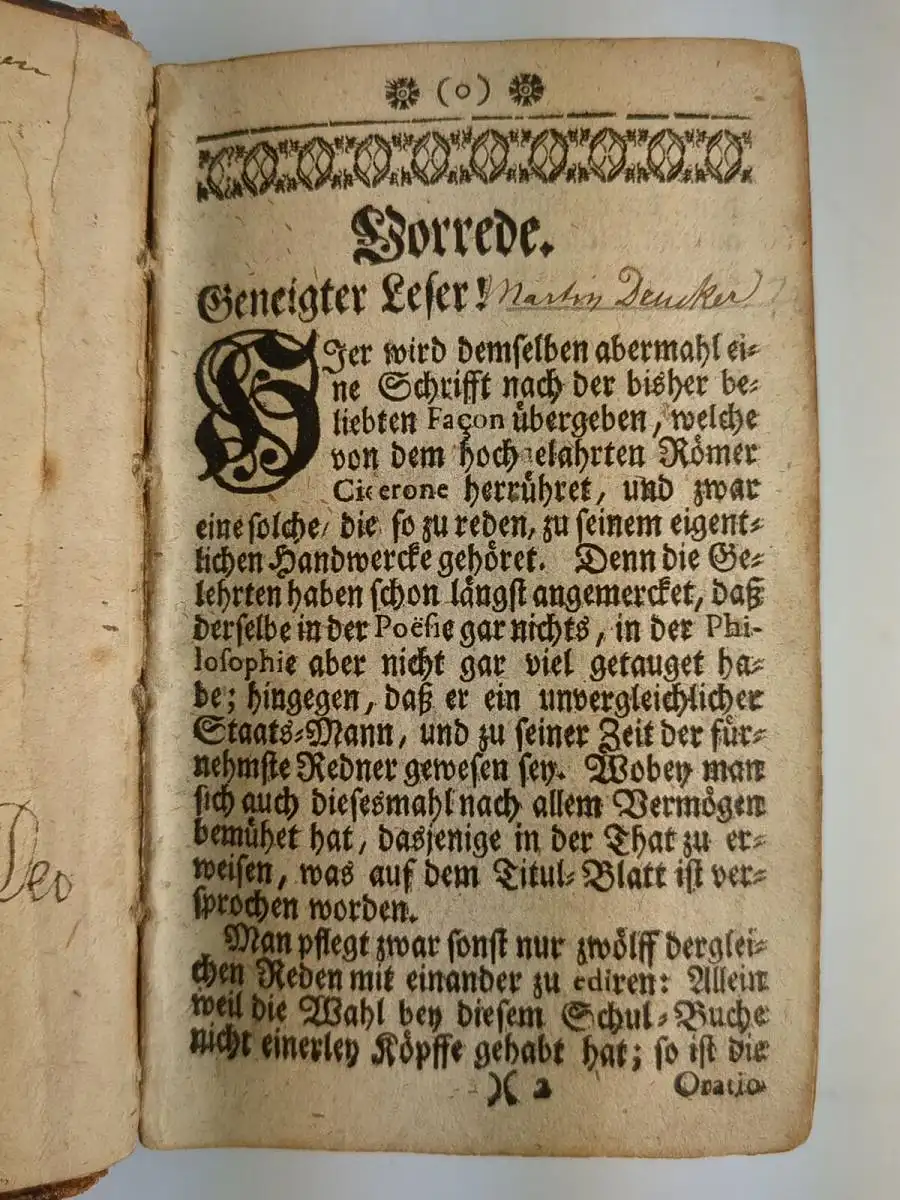 en
(o)
Vorrede.
Geneigter Leser! Martin Deucker
HJer wird demselben abermahl ei⸗
ne Schrifft nach der bisher be⸗
liebten Façon übergeben, welche
von dem hochgelahrten Römer
Cicerone herrühret, und zwar
eine solche/ die so zu reden, zu seinem eigent⸗
lichen Handwercke gehöret. Denn die Ge⸗
lehrten haben schon längst angemercket, daß
derselbe in der Poësie gar nichts, in der Phi-
losophie aber nicht gar viel getauget ha⸗
be; hingegen, daß er ein unvergleichlicher
Staats⸗Mann, und zu seiner Zeit der für⸗
nehmste Redner gewesen sey. Wobey man
sich auch diesesmahl nach allem Vermögen
bemühet hat, dasjenige in der That zu er⸗
weisen, was auf dem Titul⸗Blatt ist ver⸗
sprochen worden.
Man pflegt zwar sonst nur zwölff derglei⸗
chen Reden mit einander zu ediren: Allein
weil die Wahl bey diesem Schul⸗Buche
nicht einerley Köpffe gehabt hat; so ist die
)( 2 Oratio-
Deo